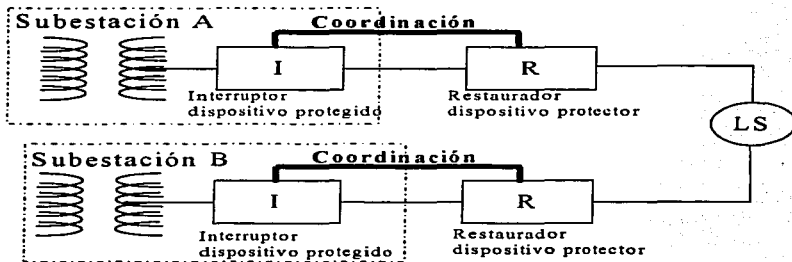 Subestación A
Coordinación
I
R
Interruptor
dispositivo protegido
Restaurador
dispositivo protector
LS
Subestación B
Coordinación
I
R
Interruptor
dispositivo protegido
Restaurador
dispositivo protector